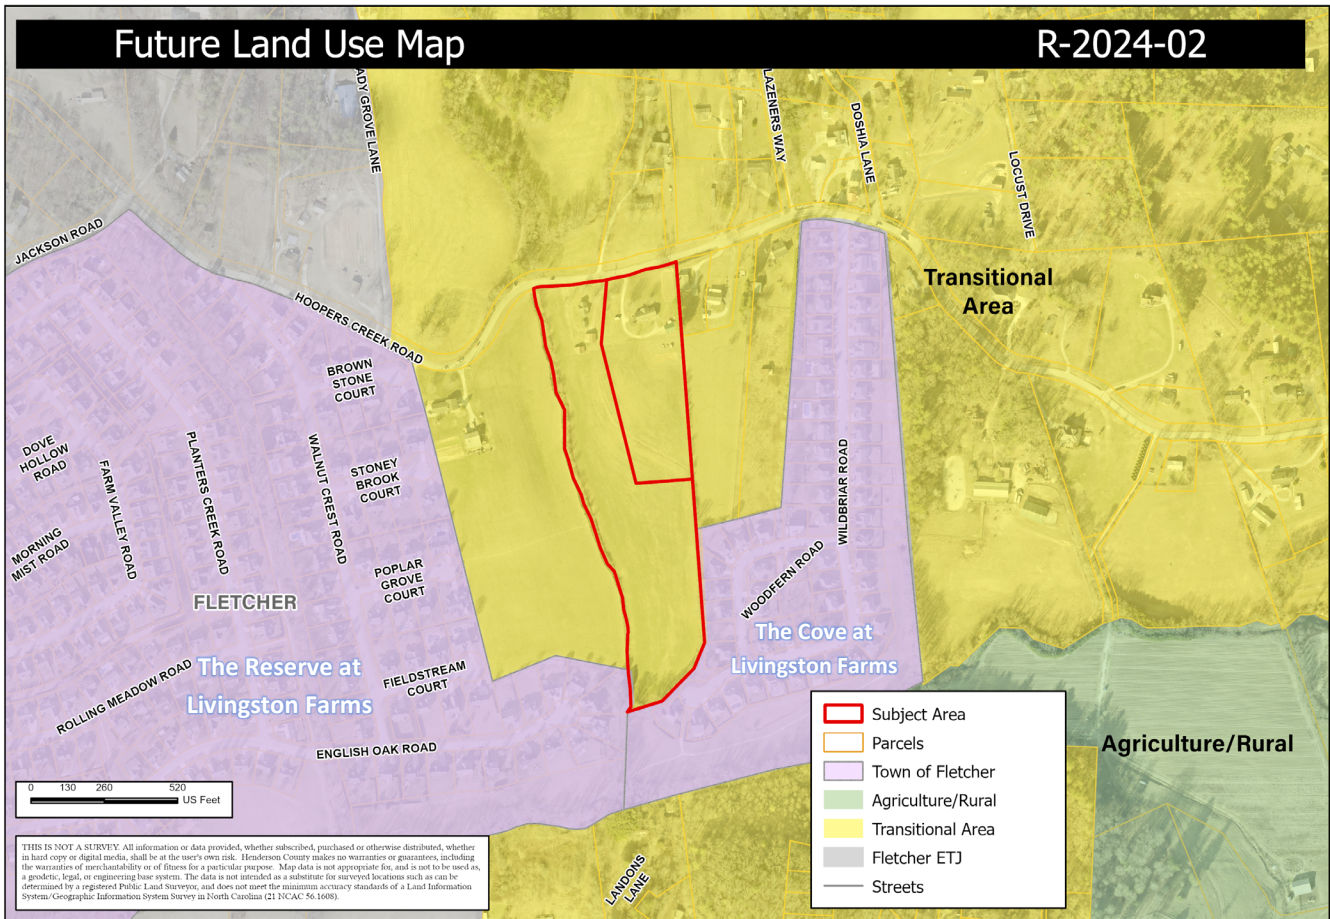 Future Land Use Map
R-2024-02
ADY GROVE LANE
LAZENERS WAY
DOSHIA LANE
LOCUST DRIVE
JACKSON ROAD
HOOPERS CREEK ROAD
Transitional
Area
BROWN
STONE
COURT
DOVE
HOLLOW
ROAD
FARM VALLEY ROAD
PLANTERS CREEK ROAD
WALNUT CREST ROAD
STONEY
BROOK
COURT
WILDBRIAR ROAD
MORNING
MIST ROAD
POPLAR
GROVE
COURT
WOODFERN ROAD
FLETCHER
The Cove at
Livingston Farms
The Reserve at
Livingston Farms
ROLLING MEADOW ROAD
FIELDSTREAM
COURT
ENGLISH OAK ROAD
Agriculture/Rural
Subject Area
Parcels
Town of Fletcher
Agriculture/Rural
Transitional Area
Fletcher ETJ
Streets
0 130 260 520
US Feet
LANDONS
LANE
THIS IS NOT A SURVEY. All information or data provided, whether subscribed, purchased or otherwise distributed, whether
in hard copy or digital media, shall be at the user's own risk. Henderson County makes no warranties or guarantees, including
the warranties of merchantability or of fitness for a particular purpose. Map data is not appropriate for, and is not to be used as,
a geodetic, legal, or engineering base system. The data is not intended as a substitute for surveyed locations such as can be
determined by a registered Public Land Surveyor, and does not meet the minimum accuracy standards of a Land Information
System/Geographic Information System Survey in North Carolina (21 NCAC 56.1608).